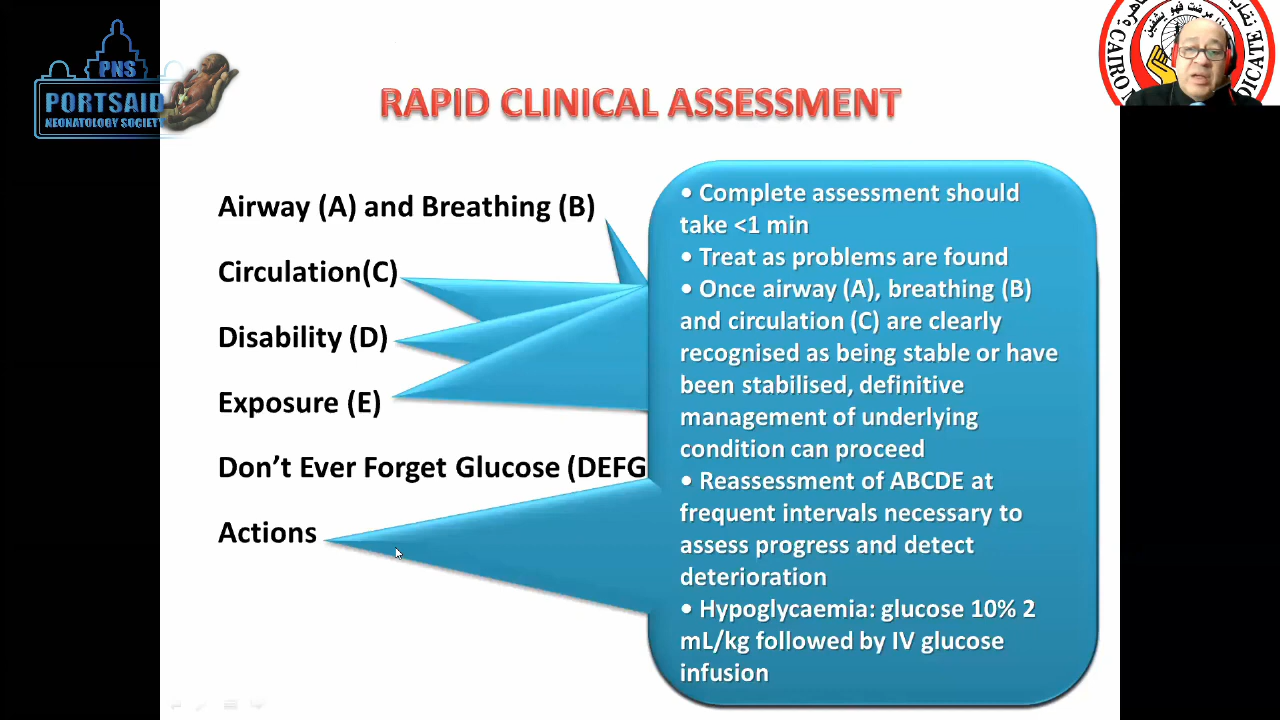 PNS
PORTSAID
NEONATOLOGY SOCIETY
RAPID CLINICAL ASSESSMENT
Airway (A) and Breathing (B)
Circulation(C)
Disability (D)
Exposure (E)
Don’t Ever Forget Glucose (DEFG
Actions
• Complete assessment should
take <1 min
• Treat as problems are found
• Once airway (A), breathing (B)
and circulation (C) are clearly
recognised as being stable or have
been stabilised, definitive
management of underlying
condition can proceed
• Reassessment of ABCDE at
frequent intervals necessary to
assess progress and detect
deterioration
• Hypoglycaemia: glucose 10% 2
mL/kg followed by IV glucose
infusion
CAIRO